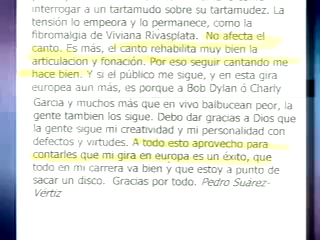 interrogar a un tartamudo sobre su tartamudez. La
tensión lo empeora y lo permanece, como la
fibromalgia de Viviana Rivasplata.  No afecta el
canto. Es más, el canto rehabilita muy bien la
articulacion y fonación. Por eso seguir cantando me
hace bien. Y si el público me sigue, y en esta gira
europea aun más, es porque a Bob Dylan ó Charly
Garcia y muchos más que en vivo balbucean peor, la
gente tambien los sigue. Debo dar gracias a Dios que
la gente sigue mi creatividad y mi personalidad con
defectos y virtudes. A todo esto aprovecho para
contarles que mi gira en europa es un éxito, que
todo en mi carrera va bien y que estoy a punto de
sacar un disco.  Gracias por todo. Pedro Suárez-
Vértiz